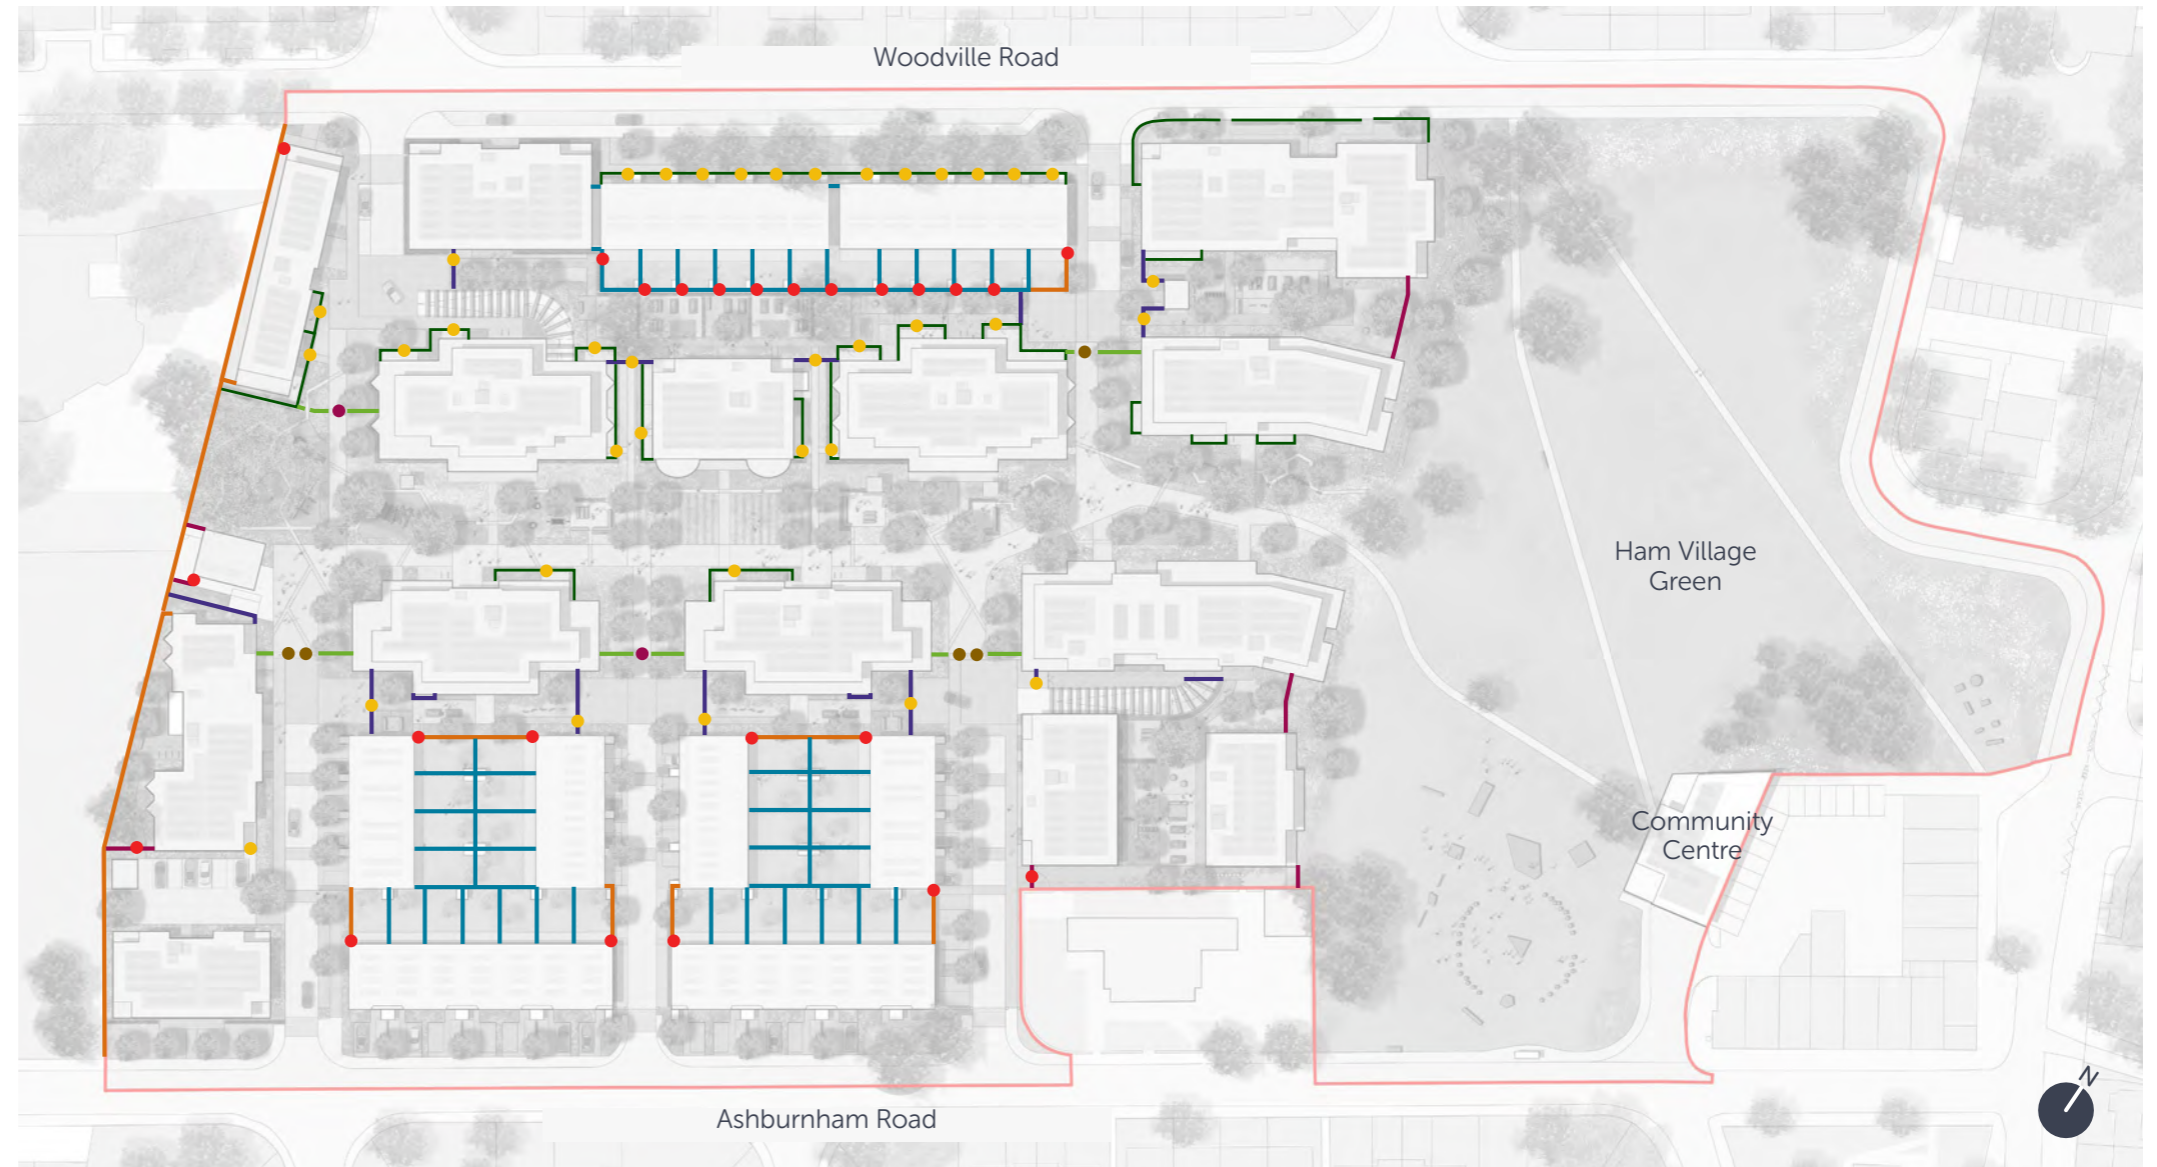 Woodville Road
Ham Village
Green
Community
Centre
Ashburnham Road
N